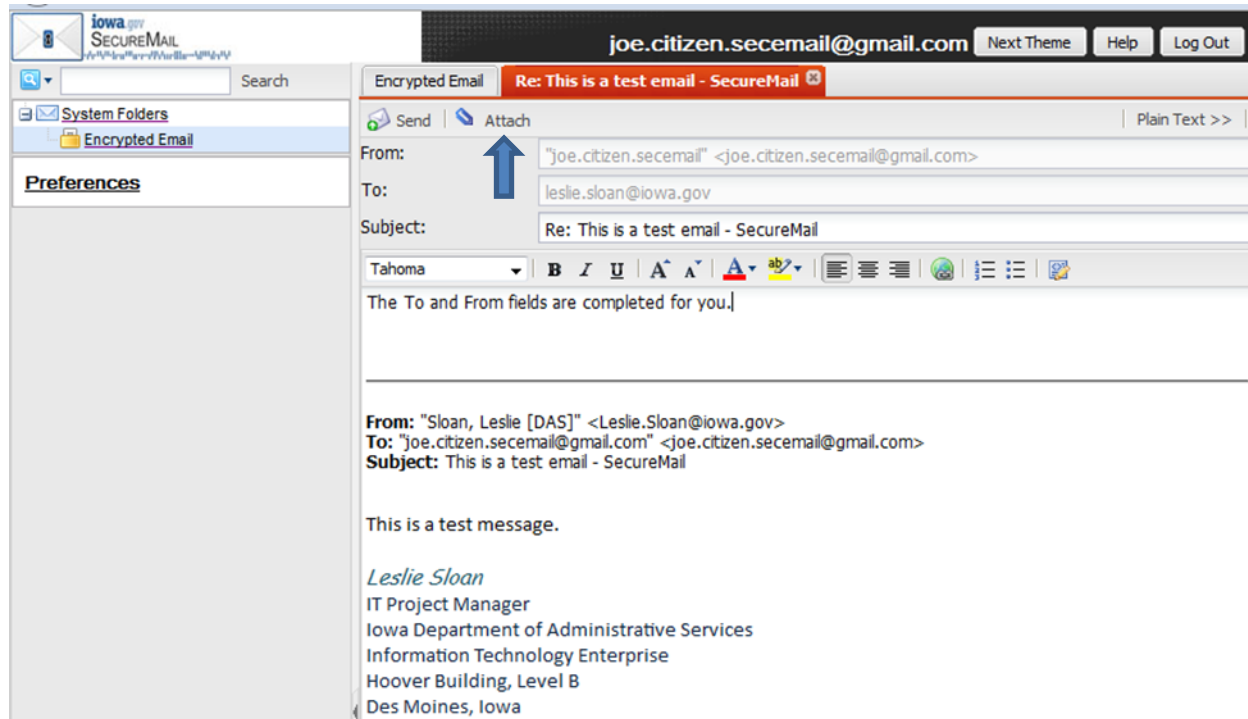 iowa.gov
SECUREMAIL
joe.citizen.secemail@gmail.com Next Theme Help Log Out
Search
Encrypted Email Re: This is a test email - SecureMail
System Folders
Encrypted Email
Preferences
Send Attach Plain Text >>
From: "joe.citizen.secemail" <joe.citizen.secemail@gmail.com>
To: leslie.sloan@iowa.gov
Subject: Re: This is a test email - SecureMail
Tahoma B I U A A A ab
The To and From fields are completed for you.
From: "Sloan, Leslie [DAS]" <Leslie.Sloan@iowa.gov>
To: "joe.citizen.secemail@gmail.com" <joe.citizen.secemail@gmail.com>
Subject: This is a test email - SecureMail
This is a test message.
Leslie Sloan
IT Project Manager
Iowa Department of Administrative Services
Information Technology Enterprise
Hoover Building, Level B
Des Moines, Iowa